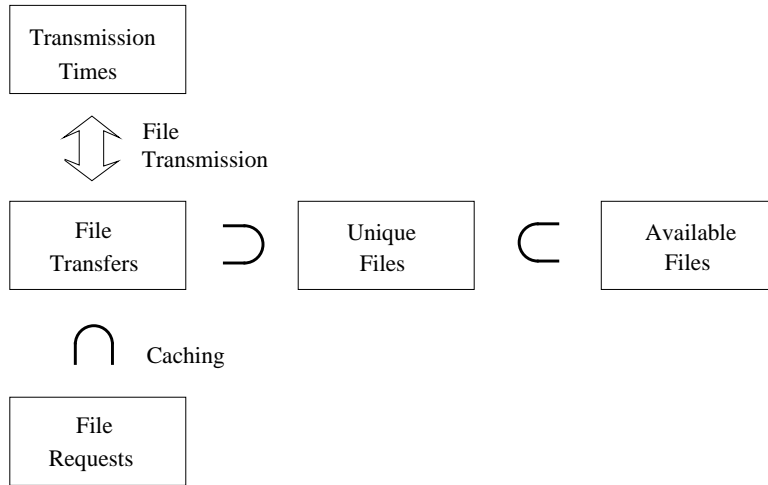 Transmission
Times
File
Transmission
File
Transfers
Unique
Files
Available
Files
Caching
File
Requests